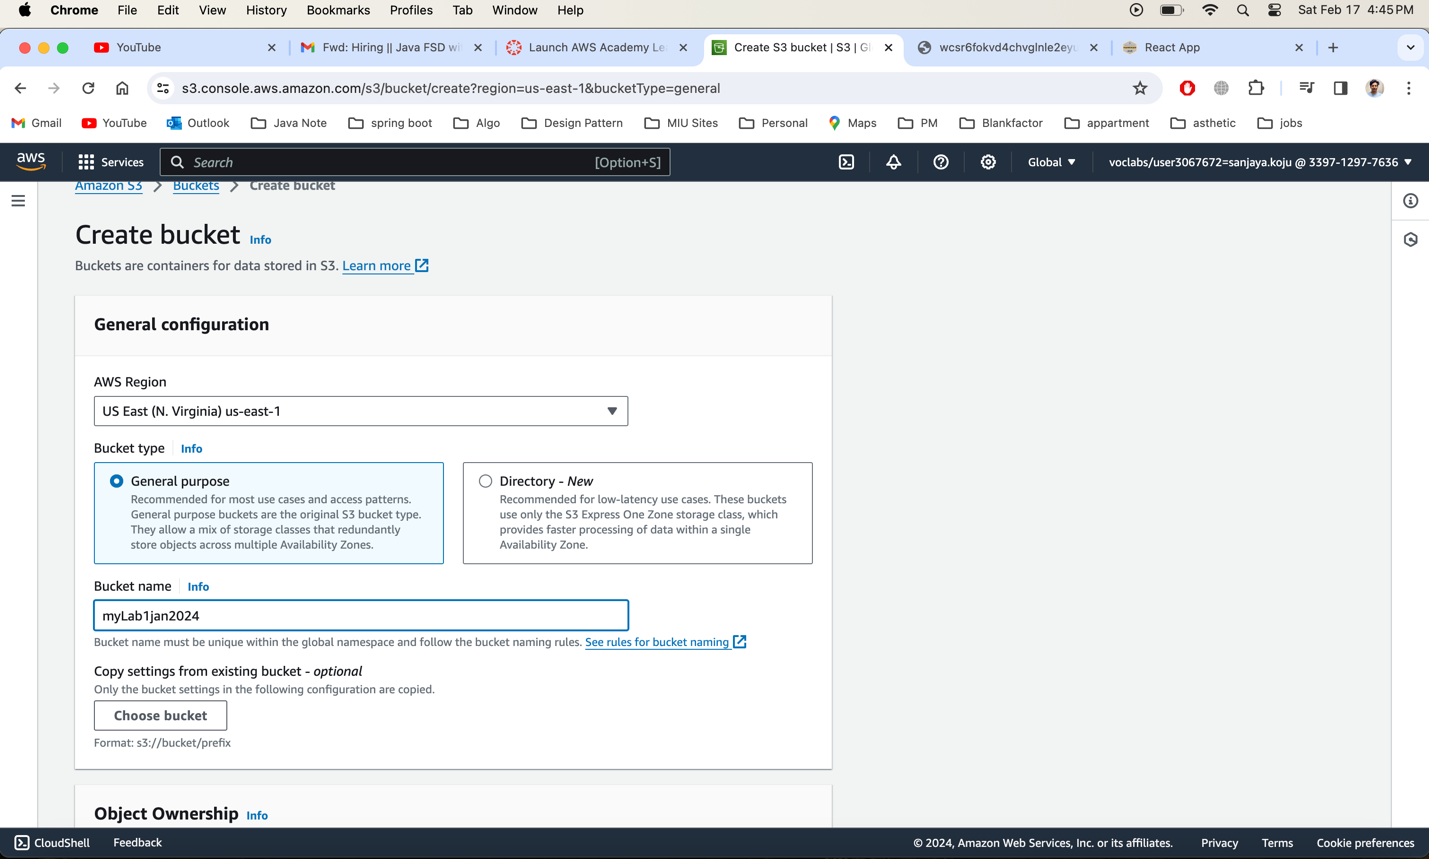 Chrome File Edit View History Bookmarks Profiles Tab Window Help Sat Feb 17 4:45 PM
YouTube Fwd: Hiring || Java FSD wi Launch AWS Academy Le Create S3 bucket | S3 | Gl wcsr6fokvd4chvglnle2eyu React App
s3.console.aws.amazon.com/s3/bucket/create?region=us-east-1&bucketType=general
Gmail YouTube Outlook Java Note spring boot Algo Design Pattern MIU Sites Personal Maps PM Blankfactor appartment asthetic jobs
aws Services Search [Option+S] Global voclabs/user3067672=sanjaya.koju @ 3397-1297-7636
Amazon S3 Buckets Create bucket
Create bucket Info
Buckets are containers for data stored in S3. Learn more
General configuration
AWS Region
US East (N. Virginia) us-east-1
Bucket type Info
General purpose
Recommended for most use cases and access patterns.
General purpose buckets are the original S3 bucket type.
They allow a mix of storage classes that redundantly
store objects across multiple Availability Zones.
Directory - New
Recommended for low-latency use cases. These buckets
use only the S3 Express One Zone storage class, which
provides faster processing of data within a single
Availability Zone.
Bucket name Info
myLab1jan2024
Bucket name must be unique within the global namespace and follow the bucket naming rules. See rules for bucket naming
Copy settings from existing bucket - optional
Only the bucket settings in the following configuration are copied.
Choose bucket
Format: s3://bucket/prefix
Object Ownership Info
CloudShell Feedback © 2024, Amazon Web Services, Inc. or its affiliates. Privacy Terms Cookie preferences